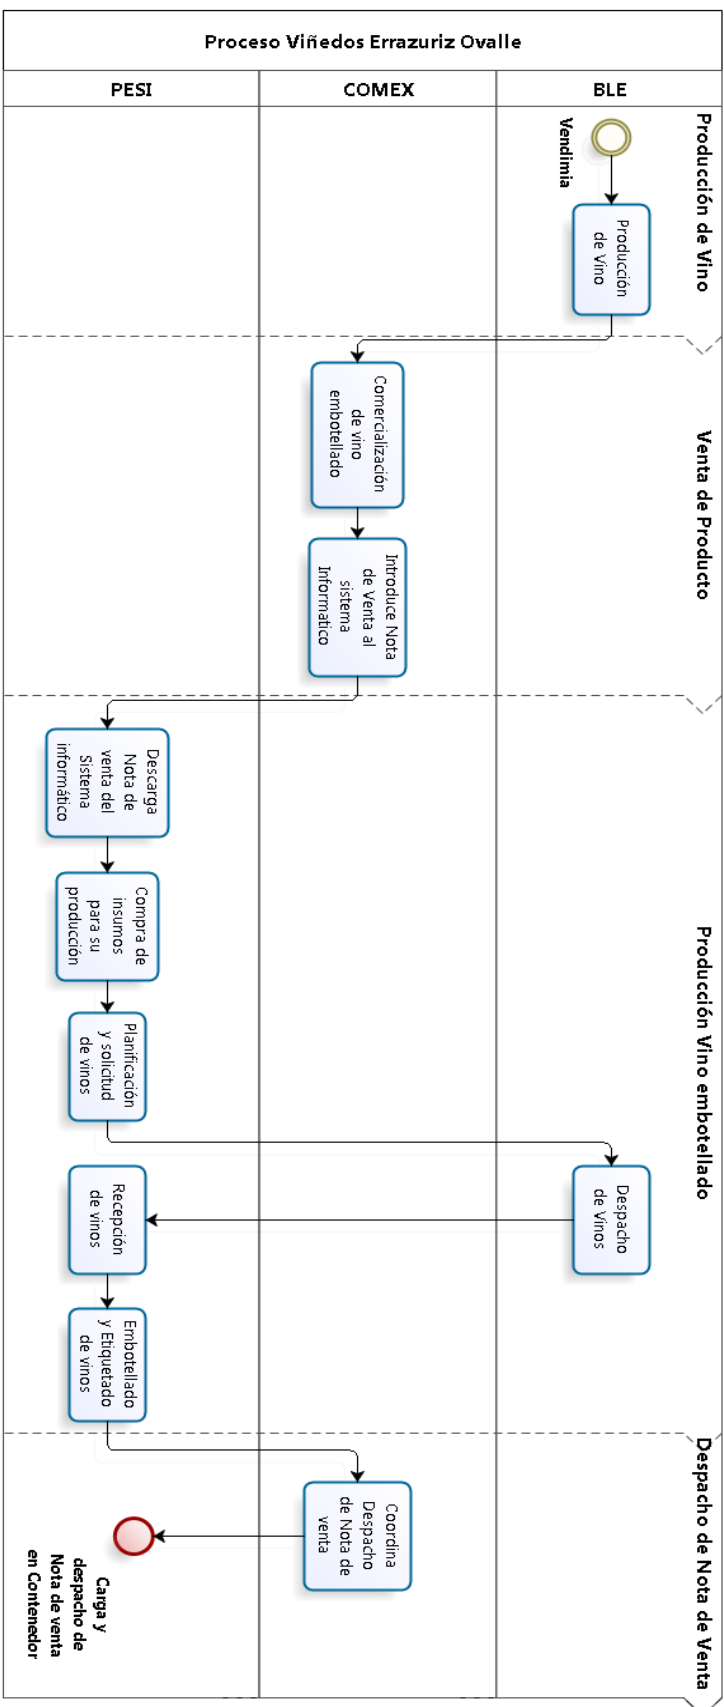 Proceso Viñedos Errazuriz Ovalle
PESI
COMEX
BLE
Producción de Vino
Vendimia
Producción
de Vino
Venta de Producto
Comercialización
de vino
embotellado
Introduce Nota
de Venta al
sistema
Informatico
Producción Vino embotellado
Descarga
Nota de
venta del
Sistema
informático
Compra de
insumos
para su
producción
Planificación
y solicitud
de vinos
Despacho
de Vinos
Recepción
de vinos
Embotellado
y Etiquetado
de vinos
Despacho de Nota de Venta
Coordina
Despacho
de Nota de
venta
Carga y
despacho de
Nota de venta
en Contenedor